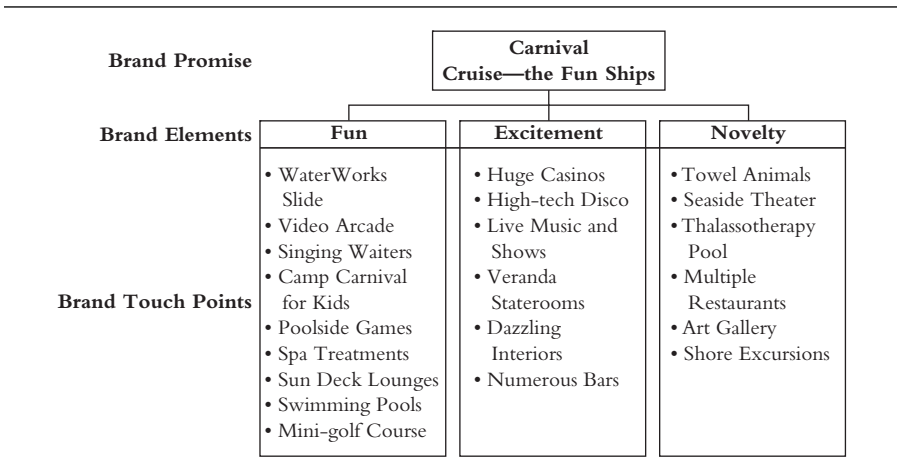 Brand Promise
Carnival
Cruise—the Fun Ships
Brand Elements
Fun
Excitement
Novelty
Brand Touch Points
• WaterWorks
Slide
• Video Arcade
• Singing Waiters
• Camp Carnival
for Kids
• Poolside Games
• Spa Treatments
• Sun Deck Lounges
• Swimming Pools
• Mini-golf Course
• Huge Casinos
• High-tech Disco
• Live Music and
Shows
• Veranda
Staterooms
• Dazzling
Interiors
• Numerous Bars
• Towel Animals
• Seaside Theater
• Thalassotherapy
Pool
• Multiple
Restaurants
• Art Gallery
• Shore Excursions